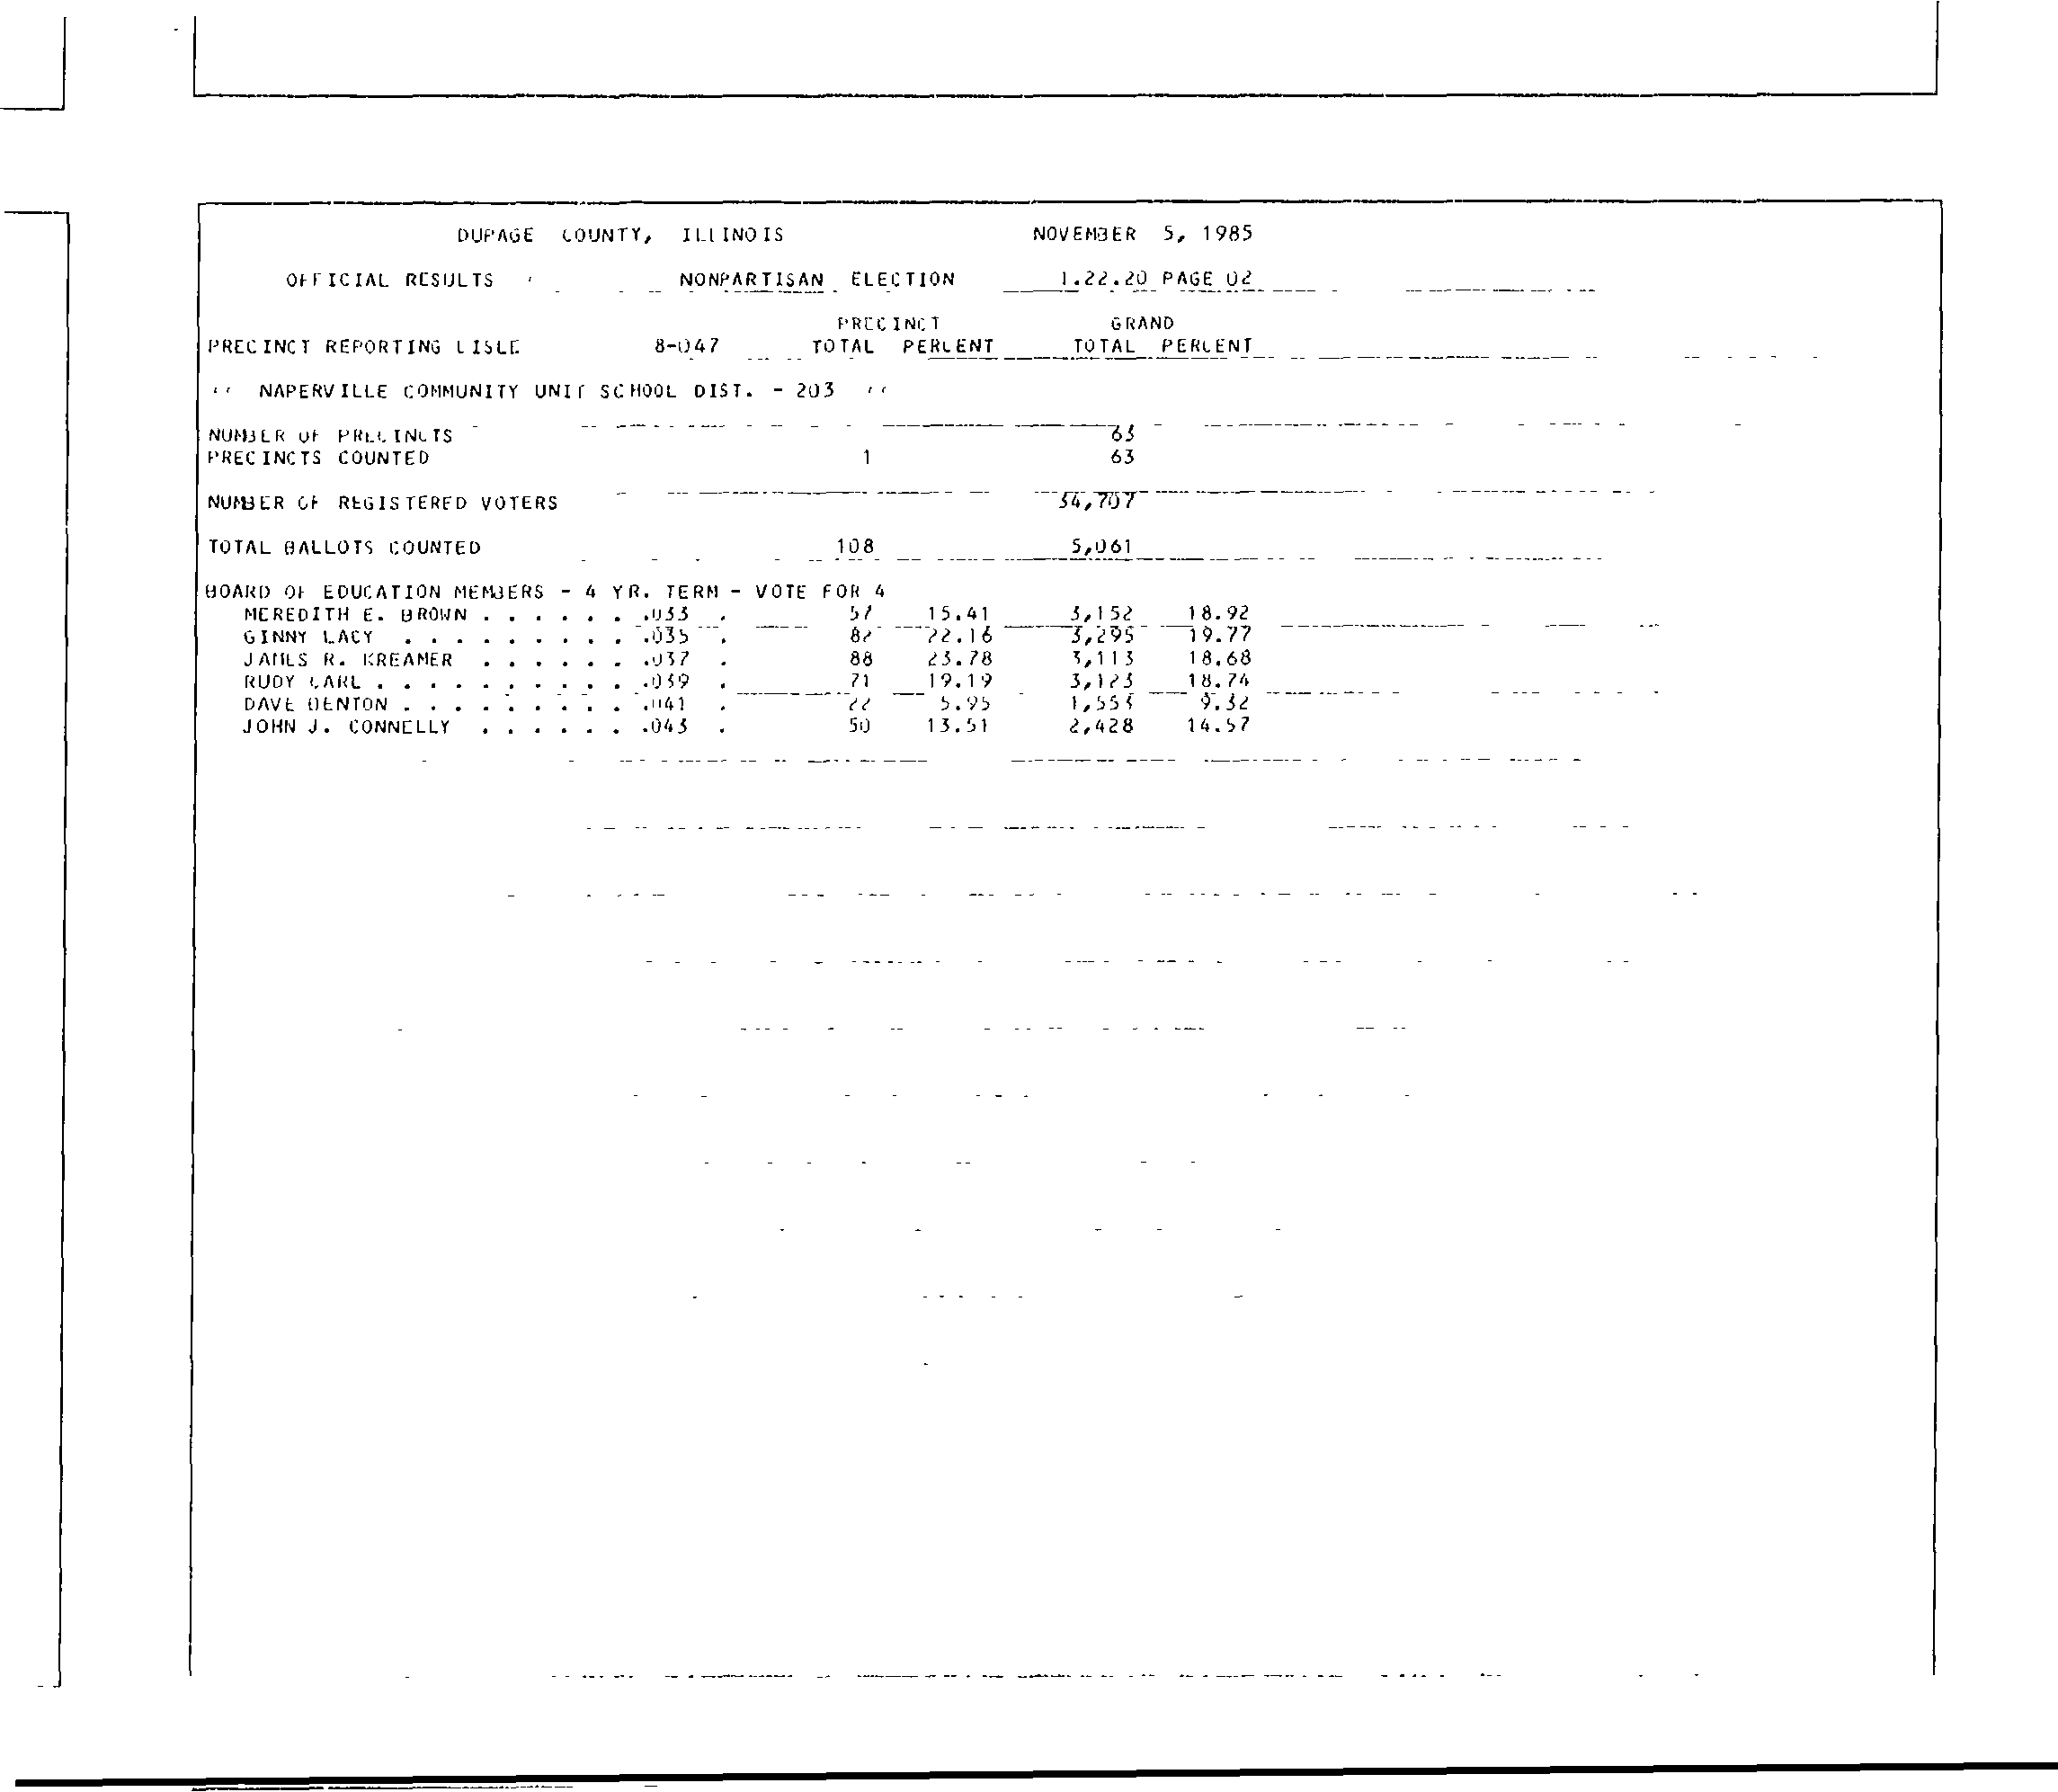 DUPAGE COUNTY, ILLINOIS NOVEMBER 5, 1985
OFFICIAL RESULTS NONPARTISAN ELECTION 1.22.20 PAGE 02
PRECINCT GRAND
PRECINCT REPORTING LISLE 8-047 TOTAL PERCENT TOTAL PERCENT
NAPERVILLE COMMUNITY UNIT SCHOOL DIST. - 203
NUMBER OF PRECINCTS 63
PRECINCTS COUNTED 1 63
NUMBER OF REGISTERED VOTERS 34,707
TOTAL BALLOTS COUNTED 108 5,061
BOARD OF EDUCATION MEMBERS - 4 YR. TERM - VOTE FOR 4
MEREDITH E. BROWN . . . . . . .033 . 57 15.41 3,152 18.92
GINNY LACY . . . . . . . . . .035 . 82 22.16 3,295 19.77
JAMES R. KREAMER . . . . . . .037 . 88 23.78 3,113 18.68
RUDY CARL . . . . . . . . . . .039 . 71 19.19 3,123 18.74
DAVE DENTON . . . . . . . . . .041 . 22 5.95 1,553 9.32
JOHN J. CONNELLY . . . . . . .043 . 50 13.51 2,428 14.57